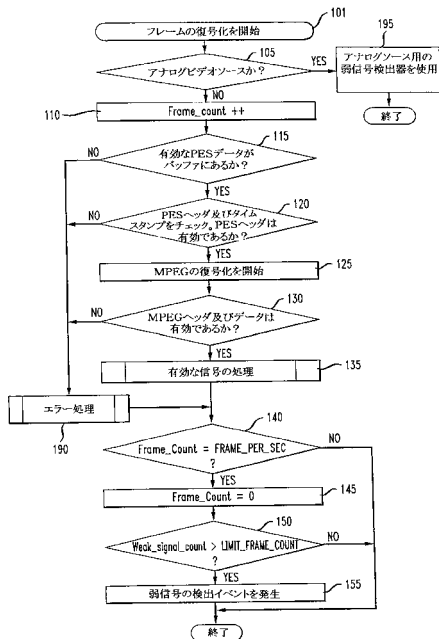 フレームの復号化を開始
101
105
アナログビデオソースか？
YES
195
アナログソース用の
弱信号検出器を使用
終了
NO
110
Frame_count ++
115
有効なPESデータが
バッファにあるか？
NO
YES
120
PESヘッダ及びタイム
スタンプをチェック。PESヘッダは
有効であるか？
NO
YES
MPEGの復号化を開始
125
130
MPEGヘッダ及びデータは
有効であるか？
NO
YES
有効な信号の処理
135
エラー処理
190
140
Frame_Count = FRAME_PER_SEC
?
NO
YES
Frame_Count = 0
145
150
Weak_signal_count > LIMIT_FRAME_COUNT
?
NO
YES
弱信号の検出イベントを発生
155
終了